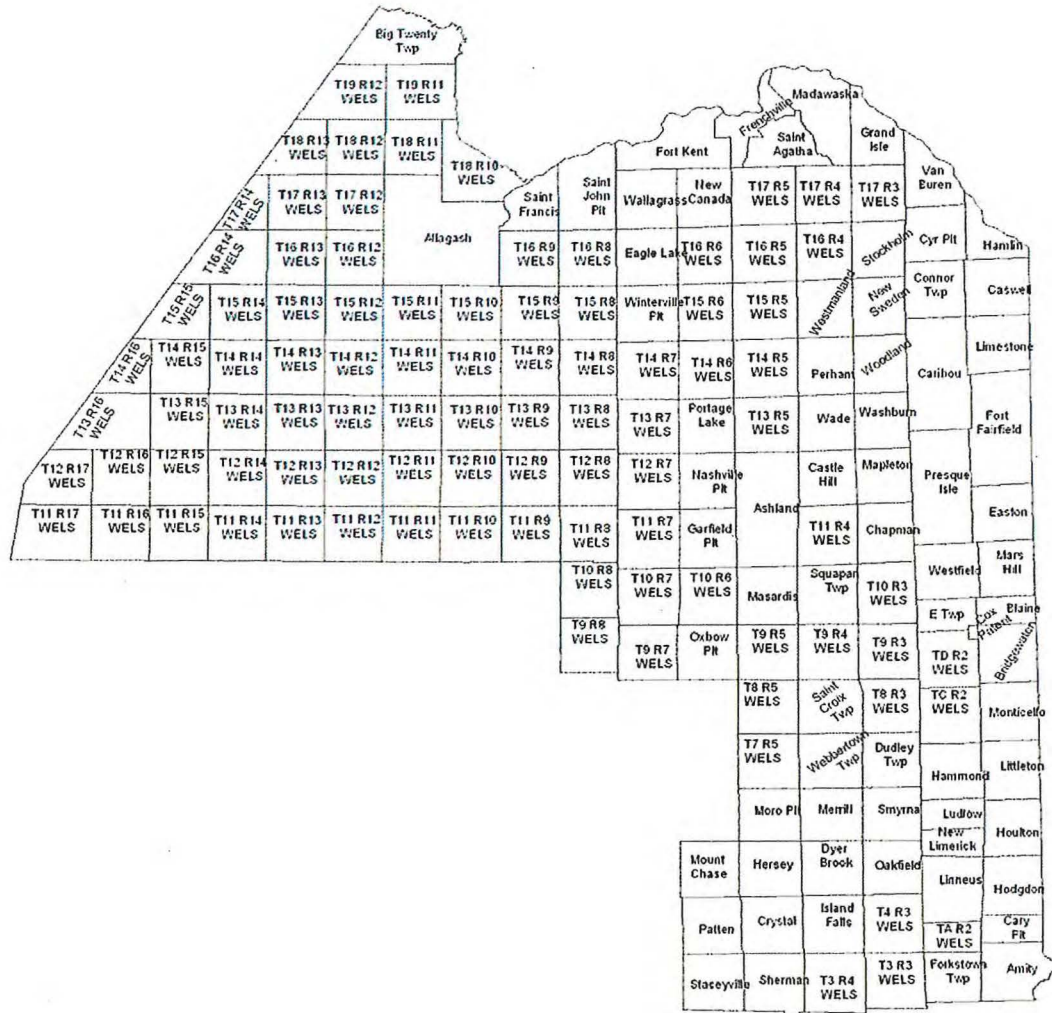 Big Twenty
Twp
T19 R12
WELS
T19 R11
WELS
Madawaska
Frenchville
T18 R13
WELS
T18 R12
WELS
T18 R11
WELS
T18 R10
WELS
Fort Kent
Saint
Agatha
Grand
Isle
Van
Buren
T17 R14
WELS
T17 R13
WELS
T17 R12
WELS
Allagash
Saint
Francis
Saint
John
Plt
Wallagrass
New
Canada
T17 R5
WELS
T17 R4
WELS
T17 R3
WELS
T16 R14
WELS
T16 R13
WELS
T16 R12
WELS
T16 R9
WELS
T16 R8
WELS
Eagle Lake
T16 R6
WELS
T16 R5
WELS
T16 R4
WELS
Stockholm
Cyr Plt
Hamlin
T15 R15
WELS
T15 R14
WELS
T15 R13
WELS
T15 R12
WELS
T15 R11
WELS
T15 R10
WELS
T15 R9
WELS
T15 R8
WELS
Winterville
Plt
T15 R6
WELS
T15 R5
WELS
Westmanland
New
Sweden
Connor
Twp
Caswell
T14 R16
WELS
T14 R15
WELS
T14 R14
WELS
T14 R13
WELS
T14 R12
WELS
T14 R11
WELS
T14 R10
WELS
T14 R9
WELS
T14 R8
WELS
T14 R7
WELS
T14 R6
WELS
T14 R5
WELS
Perham
Woodland
Caribou
Limestone
T13 R16
WELS
T13 R15
WELS
T13 R14
WELS
T13 R13
WELS
T13 R12
WELS
T13 R11
WELS
T13 R10
WELS
T13 R9
WELS
T13 R8
WELS
T13 R7
WELS
Portage
Lake
T13 R5
WELS
Wade
Washburn
Fort
Fairfield
T12 R17
WELS
T12 R16
WELS
T12 R15
WELS
T12 R14
WELS
T12 R13
WELS
T12 R12
WELS
T12 R11
WELS
T12 R10
WELS
T12 R9
WELS
T12 R8
WELS
T12 R7
WELS
Nashville
Plt
Castle
Hill
Mapleton
Presque
Isle
T11 R17
WELS
T11 R16
WELS
T11 R15
WELS
T11 R14
WELS
T11 R13
WELS
T11 R12
WELS
T11 R11
WELS
T11 R10
WELS
T11 R9
WELS
T11 R8
WELS
T11 R7
WELS
Garfield
Plt
Ashland
T11 R4
WELS
Chapman
Easton
T10 R8
WELS
T10 R7
WELS
T10 R6
WELS
Masardis
Squapan
Twp
T10 R3
WELS
Westfield
Mars
Hill
E Twp
Cox
Patent
Blaine
T9 R8
WELS
T9 R7
WELS
Oxbow
Plt
T9 R5
WELS
T9 R4
WELS
T9 R3
WELS
TD R2
WELS
Bridgewater
T8 R5
WELS
Saint
Croix
Twp
T8 R3
WELS
TC R2
WELS
Monticello
T7 R5
WELS
Webbertown
Twp
Dudley
Twp
Hammond
Littleton
Moro Plt
Merrill
Smyrna
Ludlow
New
Limerick
Houlton
Mount
Chase
Hersey
Dyer
Brook
Oakfield
Linneus
Hodgdon
Patten
Crystal
Island
Falls
T4 R3
WELS
TA R2
WELS
Cary
Plt
Staceyville
Sherman
T3 R4
WELS
T3 R3
WELS
Forkstown
Twp
Amity